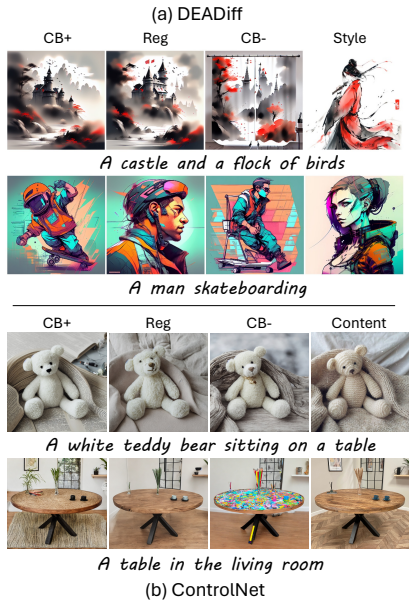 (a) DEADiff
CB+ Reg CB- Style
A castle and a flock of birds
A man skateboarding
CB+ Reg CB- Content
A white teddy bear sitting on a table
A table in the living room
(b) ControlNet